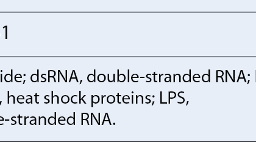 1
ide; dsRNA, double-stranded RNA;
, heat shock proteins; LPS,
e-stranded RNA.